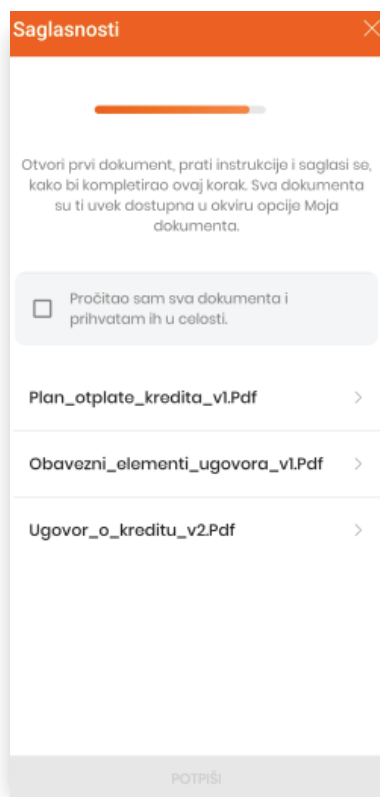 Saglasnosti
Otvori prvi dokument, prati instrukcije i saglasi se,
kako bi kompletirao ovaj korak. Sva dokumenta
su ti uvek dostupna u okviru opcije Moja
dokumenta.
Pročitao sam sva dokumenta i
prihvatam ih u celosti.
Plan_otplate_kredita_v1.Pdf
Obavezni_elementi_ugovora_v1.Pdf
Ugovor_o_kreditu_v2.Pdf
POTPIŠI